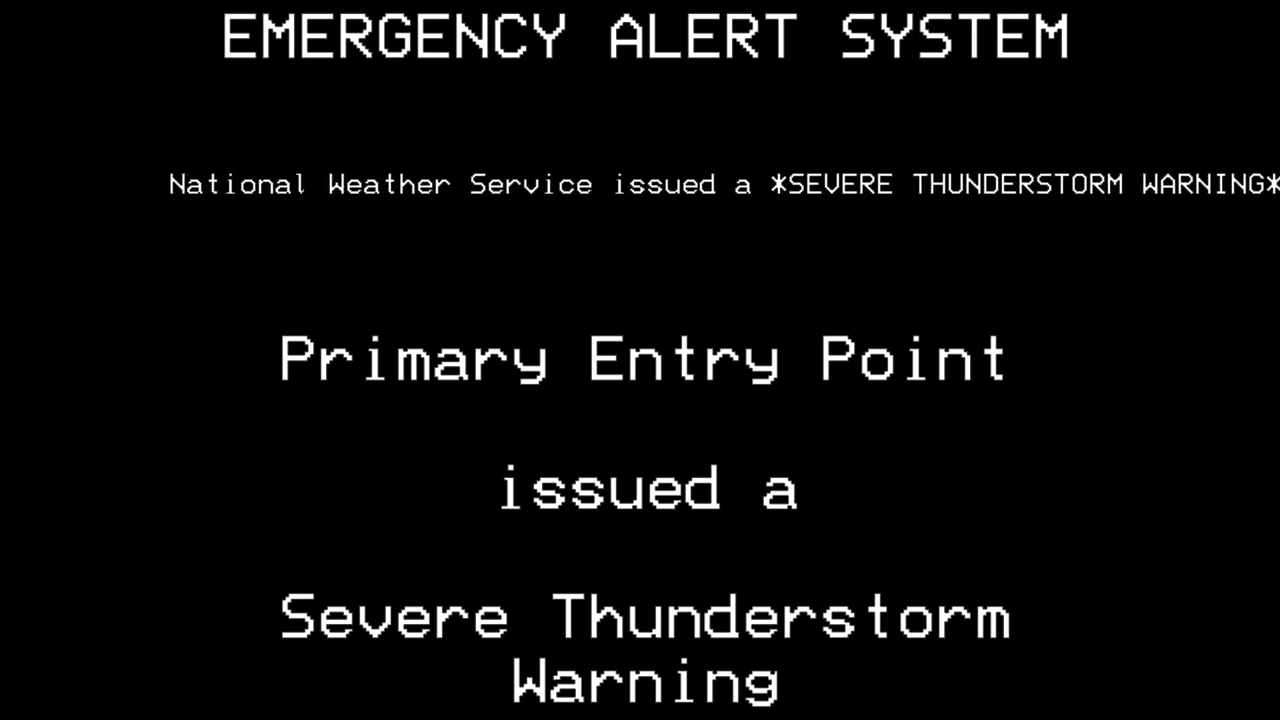 EMERGENCY ALERT SYSTEM
National Weather Service issued a *SEVERE THUNDERSTORM WARNING*
Primary Entry Point
issued a
Severe Thunderstorm
Warning